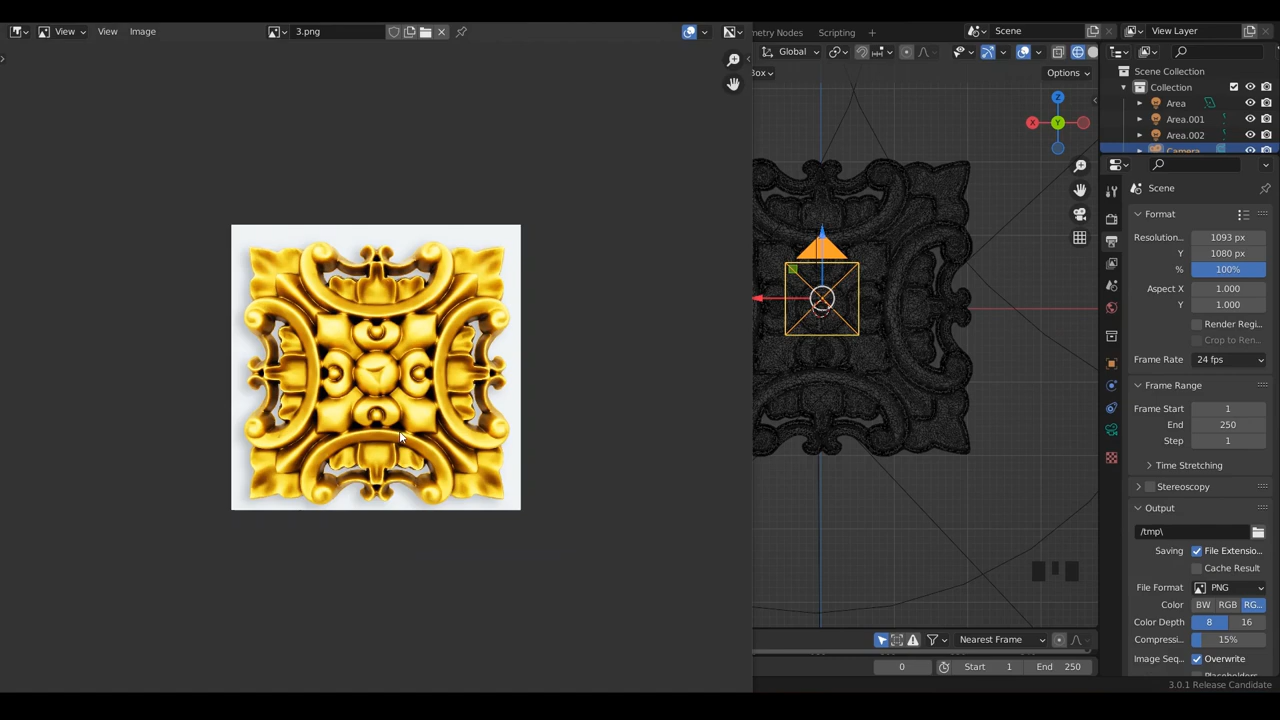 View View Image 3.png
metry Nodes Scripting Scene View Layer
Global
Box Options
Z
X Y
Scene Collection
Collection
Area
Area.001
Area.002
Camera
Scene
Format
Resolution... 1093 px
Y 1080 px
% 100%
Aspect X 1.000
Y 1.000
Render Regi...
Crop to Ren...
Frame Rate 24 fps
Frame Range
Frame Start 1
End 250
Step 1
Time Stretching
Stereoscopy
Output
/tmp\
Saving File Extensio...
Cache Result
File Format PNG
Color BW RGB RG...
Color Depth 8 16
Compressi... 15%
Image Seq... Overwrite
Placeholders
Nearest Frame
0 Start 1 End 250
3.0.1 Release Candidate